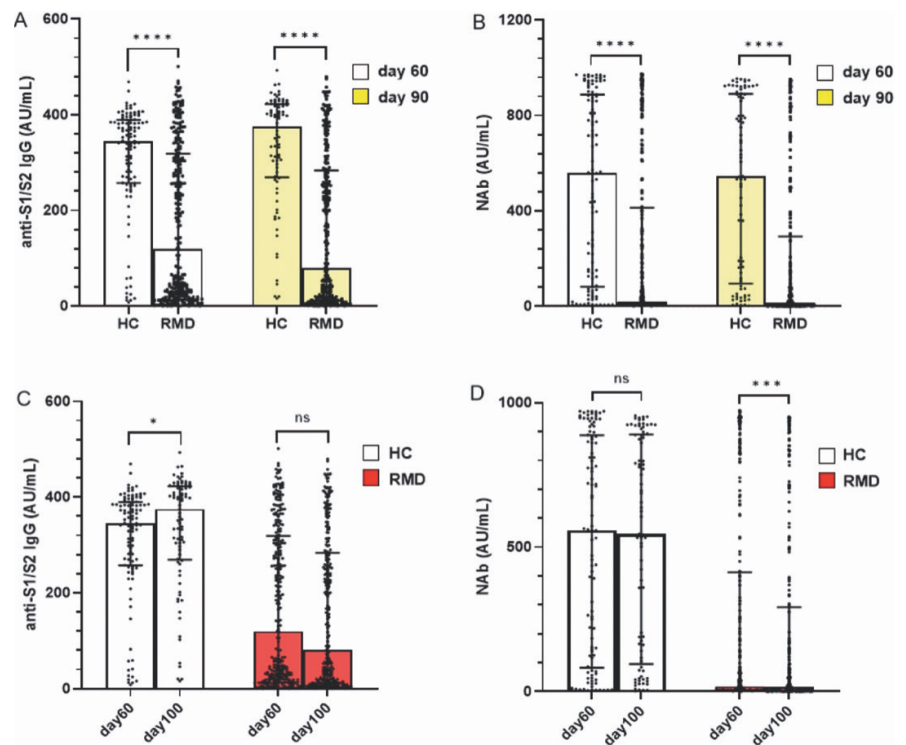 A
600
400
200
0
anti-S1/S2 IgG (AU/mL)
****
****
day 60
day 90
HC
RMD
HC
RMD
B
1200
800
400
0
NAb (AU/mL)
****
****
day 60
day 90
HC
RMD
HC
RMD
C
600
400
200
0
anti-S1/S2 IgG (AU/mL)
*
ns
HC
RMD
day60
day100
day60
day100
D
1000
500
0
NAb (AU/mL)
ns
***
HC
RMD
day60
day100
day60
day100